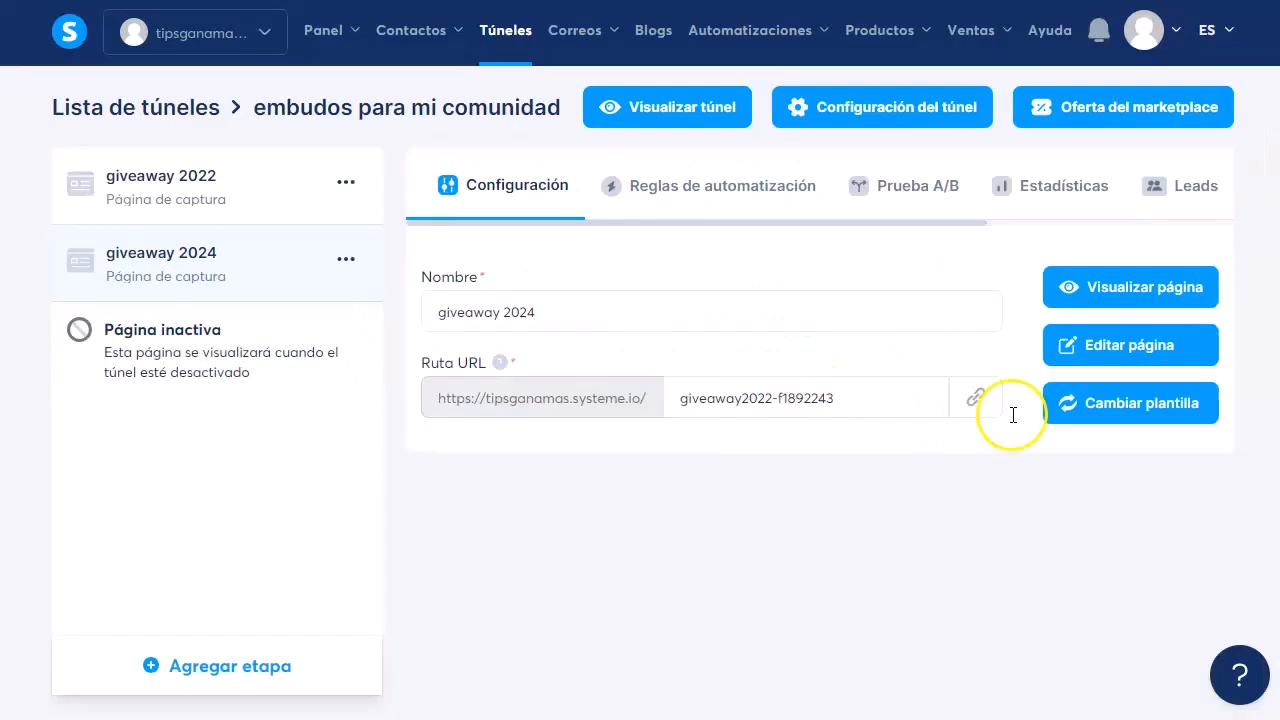 S
tipsganama...
Panel
Contactos
Túneles
Correos
Blogs
Automatizaciones
Productos
Ventas
Ayuda
ES
Lista de túneles > embudos para mi comunidad
Visualizar túnel
Configuración del túnel
Oferta del marketplace
giveaway 2022
Página de captura
giveaway 2024
Página de captura
Página inactiva
Esta página se visualizará cuando el
túnel esté desactivado
Agregar etapa
Configuración
Reglas de automatización
Prueba A/B
Estadísticas
Leads
Nombre*
giveaway 2024
Ruta URL ? *
https://tipsganamas.systeme.io/ giveaway2022-f1892243
Visualizar página
Editar página
Cambiar plantilla
?